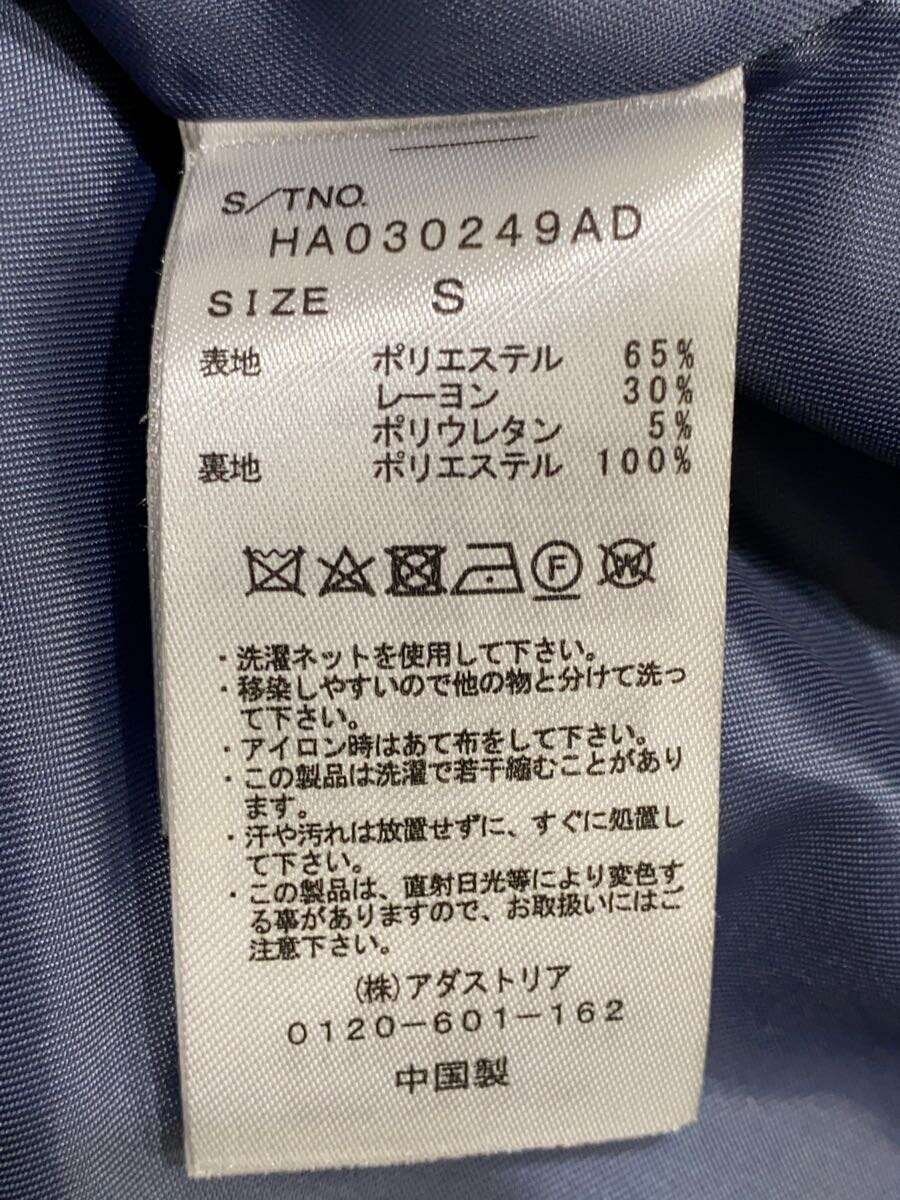 S/TNO.
HA030249AD
SIZE S
表地 ポリエステル 65%
レーヨン 30%
ポリウレタン 5%
裏地 ポリエステル 100%
F W
・洗濯ネットを使用して下さい。
・移染しやすいので他の物と分けて洗っ
て下さい。
・アイロン時はあて布をして下さい。
・この製品は洗濯で若干縮むことがあり
ます。
・汗や汚れは放置せずに、すぐに処置し
て下さい。
・この製品は、直射日光等により変色す
る事がありますので、お取扱いにはご
注意下さい。
(株)アダストリア
0120-601-162
中国製